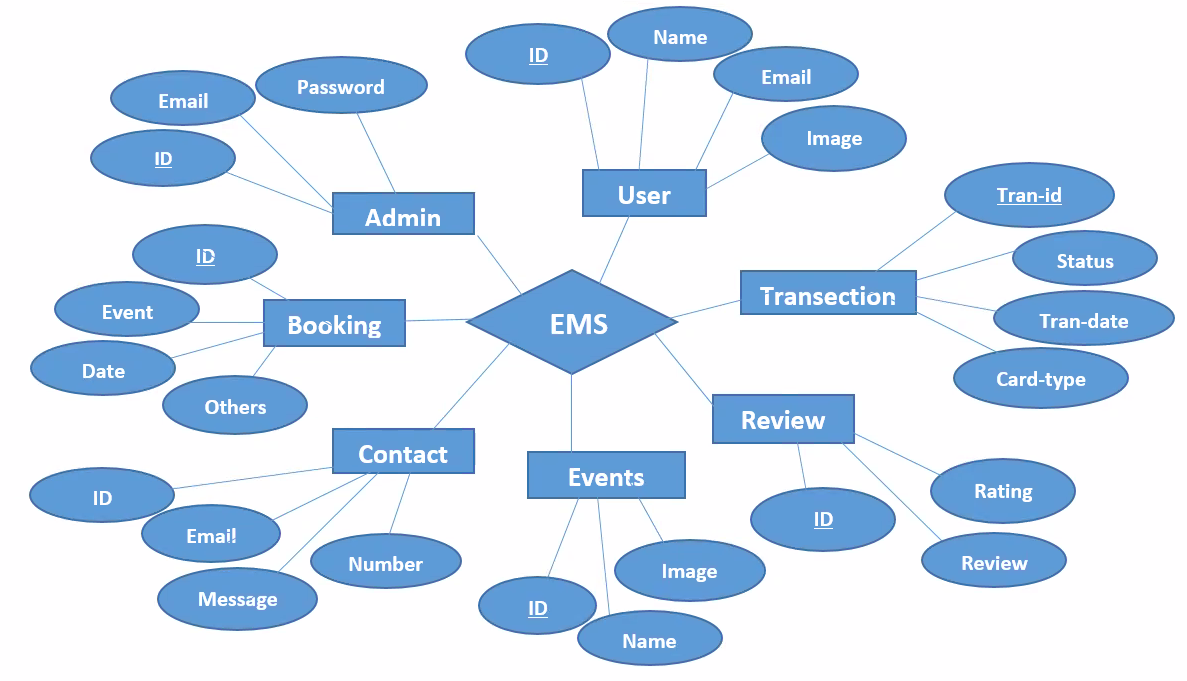 ID
Name
Email
Image
User
Password
Email
ID
Admin
Tran-id
Status
Tran-date
Card-type
Transection
ID
Event
Date
Others
Booking
EMS
Review
Rating
Review
ID
Contact
ID
Email
Message
Number
Events
Image
ID
Name